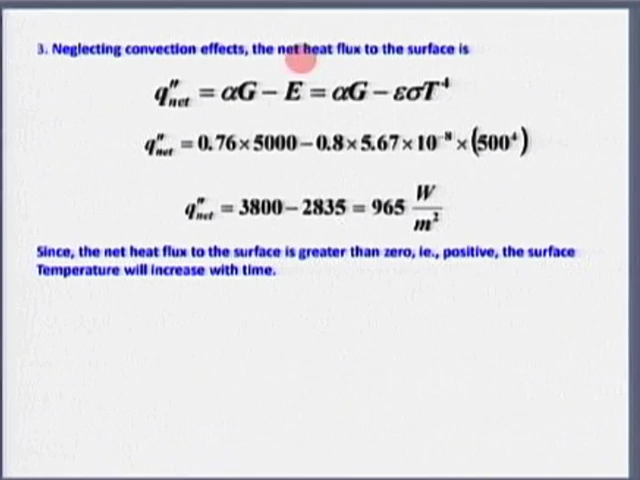 3. Neglecting convection effects, the net heat flux to the surface is
q″net = αG − E = αG − εσT⁴
q″net = 0.76×5000 − 0.8×5.67×10⁻⁸×(500⁴)
q″net = 3800 − 2835 = 965 W/m²
Since, the net heat flux to the surface is greater than zero, ie., positive, the surface
Temperature will increase with time.